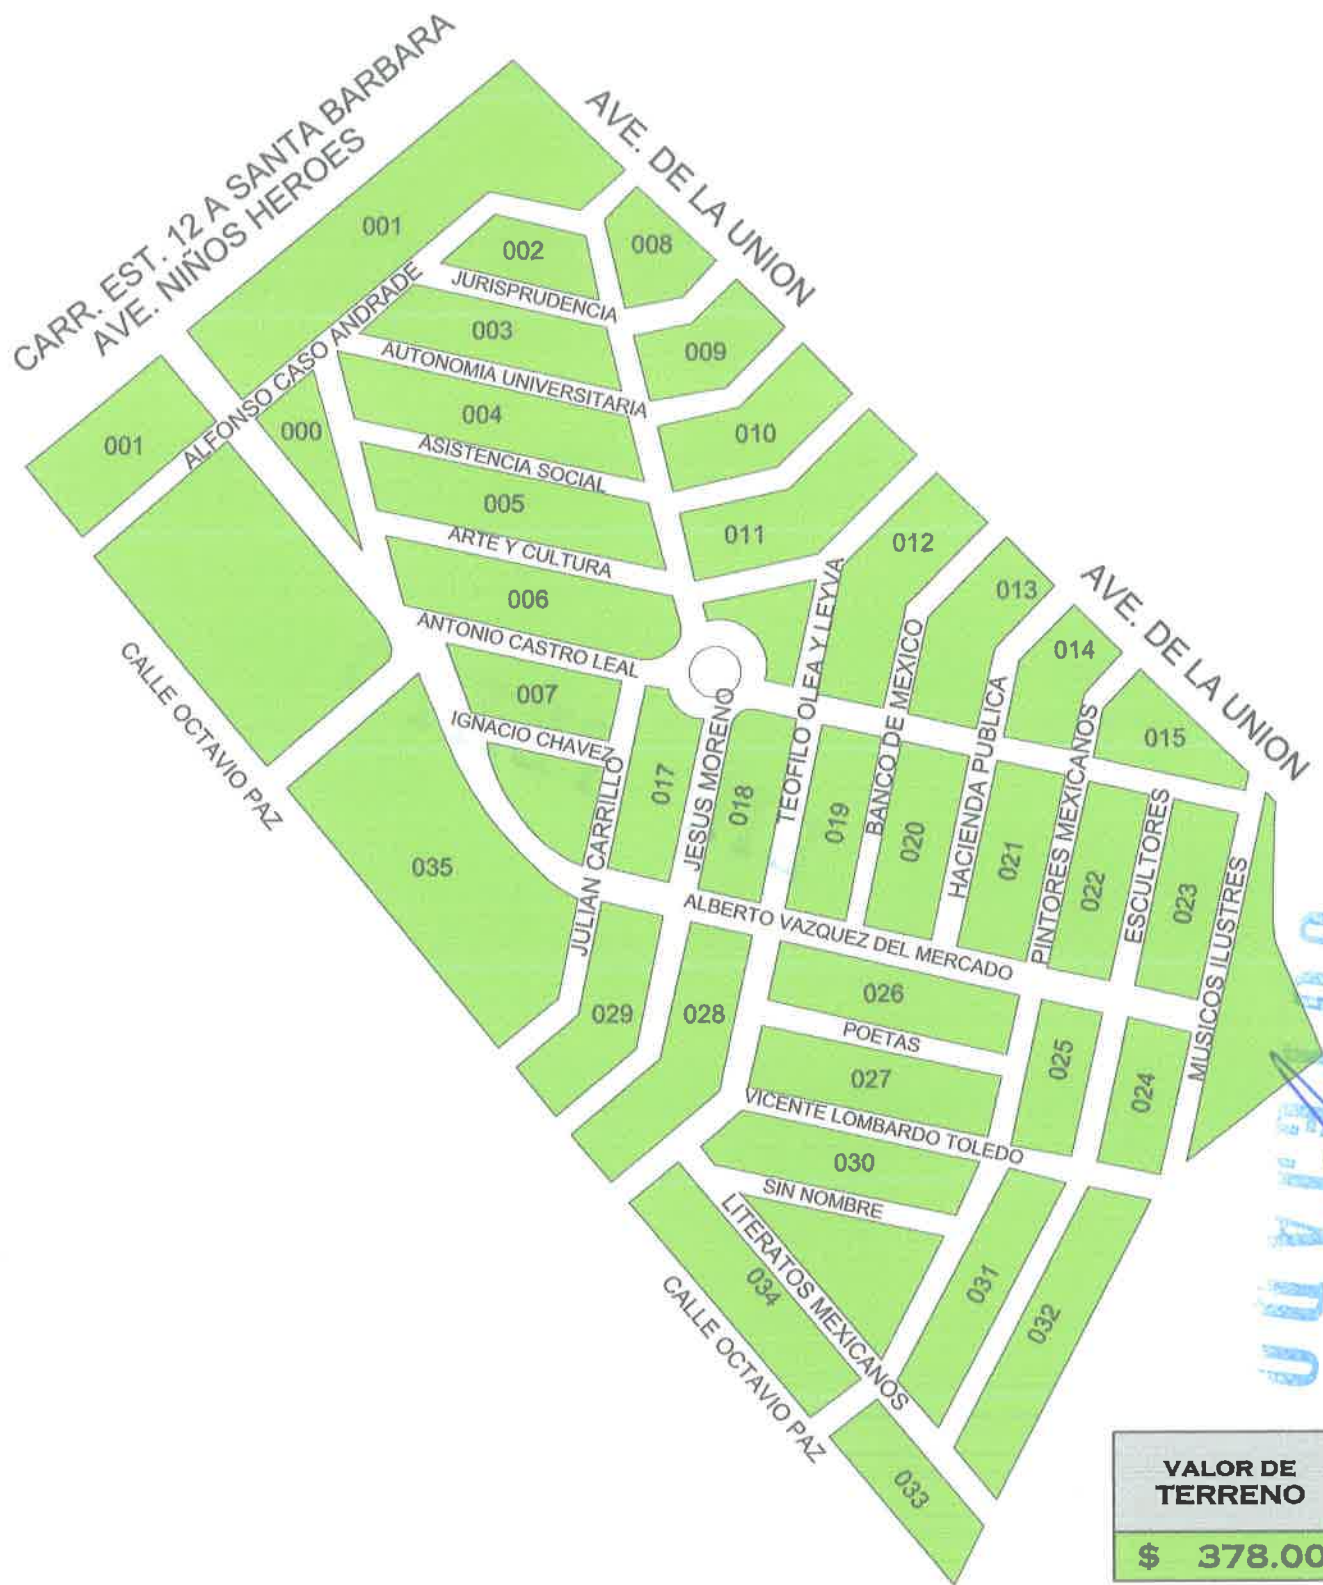 CARR. EST. 12 A SANTA BARBARA
AVE. NIÑOS HEROES
AVE. DE LA UNION
001
002
008
JURISPRUDENCIA
ALFONSO CASO ANDRADE
003
009
AUTONOMIA UNIVERSITARIA
001
000
004
010
ASISTENCIA SOCIAL
005
011
012
ARTE Y CULTURA
006
013
AVE. DE LA UNION
ANTONIO CASTRO LEAL
TEOFILO OLEA Y LEYVA
BANCO DE MEXICO
014
CALLE OCTAVIO PAZ
007
IGNACIO CHAVEZ
HACIENDA PUBLICA
PINTORES MEXICANOS
015
JULIAN CARRILLO
017
JESUS MORENO
018
019
020
021
022
ESCULTORES
023
MUSICOS ILUSTRES
035
ALBERTO VAZQUEZ DEL MERCADO
026
029
028
POETAS
025
024
027
VICENTE LOMBARDO TOLEDO
030
SIN NOMBRE
LITERATOS MEXICANOS
034
031
032
CALLE OCTAVIO PAZ
033
VALOR DE
TERRENO
$ 378.00